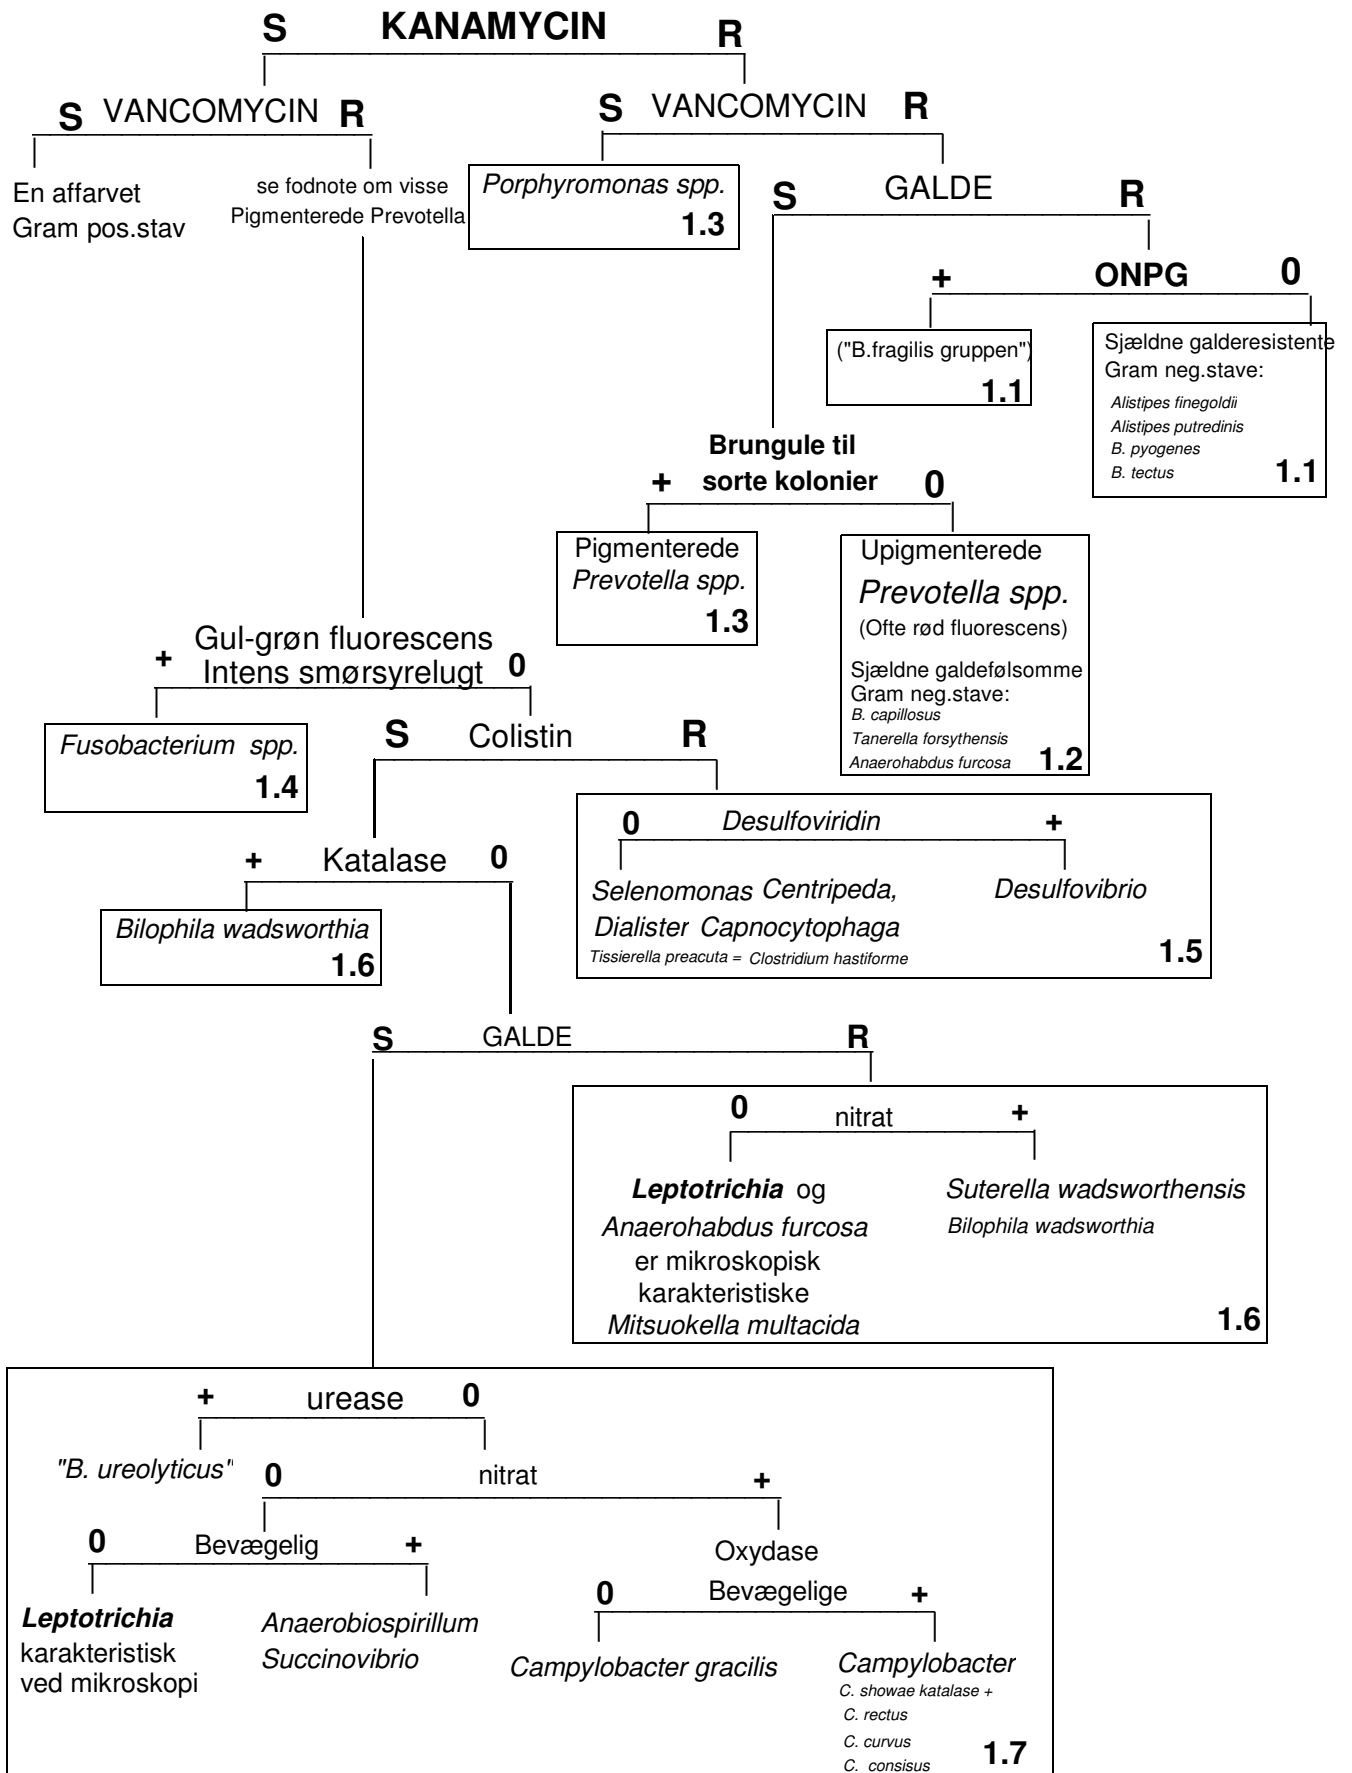 S KANAMYCIN R
S VANCOMYCIN R
S VANCOMYCIN R
En affarvet
Gram pos.stav
se fodnote om visse
Pigmenterede Prevotella
Porphyromonas spp.
1.3
S GALDE R
+ ONPG 0
("B.fragilis gruppen")
1.1
Sjældne galderesistente
Gram neg.stave:
Alistipes finegoldii
Alistipes putredinis
B. pyogenes
B. tectus
1.1
Brungule til
+ sorte kolonier 0
Pigmenterede
Prevotella spp.
1.3
Upigmenterede
Prevotella spp.
(Ofte rød fluorescens)
Sjældne galdefølsomme
Gram neg.stave:
B. capillosus
Tanerella forsythensis
Anaerohabdus furcosa
1.2
Gul-grøn fluorescens
+ Intens smørsyrelugt 0
Fusobacterium spp.
1.4
S Colistin R
0 Desulfoviridin +
Selenomonas Centripeda,
Dialister Capnocytophaga
Tissierella preacuta = Clostridium hastiforme
Desulfovibrio
1.5
+ Katalase 0
Bilophila wadsworthia
1.6
S GALDE R
0 nitrat +
Leptotrichia og
Anaerohabdus furcosa
er mikroskopisk
karakteristiske
Mitsuokella multacida
Suterella wadsworthensis
Bilophila wadsworthia
1.6
+ urease 0
"B. ureolyticus"
0 nitrat +
0 Bevægelig +
Leptotrichia
karakteristisk
ved mikroskopi
Anaerobiospirillum
Succinovibrio
Oxydase
0 Bevægelige +
Campylobacter gracilis
Campylobacter
C. showae katalase +
C. rectus
C. curvus
C. consisus
1.7